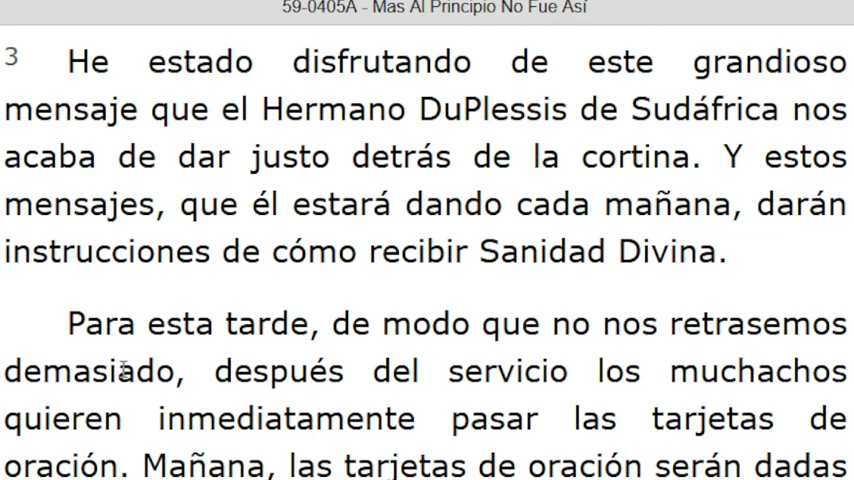 59-0405A - Mas Al Principio No Fue Así
3 He estado disfrutando de este grandioso
mensaje que el Hermano DuPlessis de Sudáfrica nos
acaba de dar justo detrás de la cortina. Y estos
mensajes, que él estará dando cada mañana, darán
instrucciones de cómo recibir Sanidad Divina.
Para esta tarde, de modo que no nos retrasemos
demasiado, después del servicio los muchachos
quieren inmediatamente pasar las tarjetas de
oración. Mañana, las tarjetas de oración serán dadas